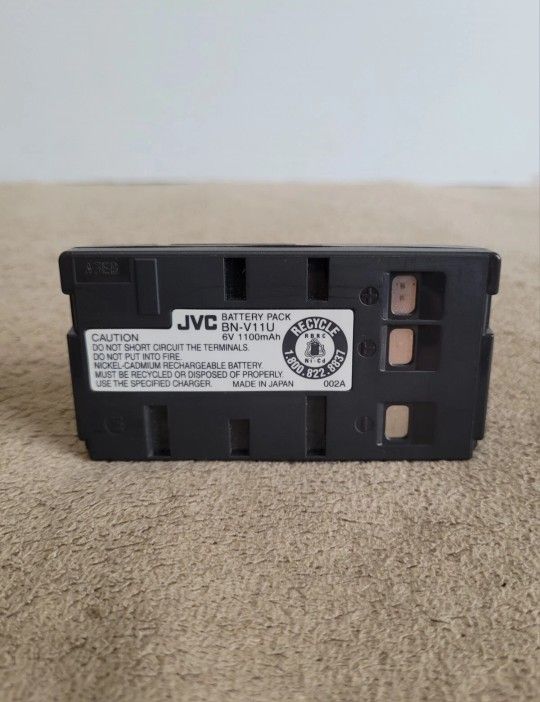 JVC BATTERY PACK
BN-V11U
6V 1100mAh
CAUTION
DO NOT SHORT CIRCUIT THE TERMINALS.
DO NOT PUT INTO FIRE.
NICKEL-CADMIUM RECHARGEABLE BATTERY.
MUST BE RECYCLED OR DISPOSED OF PROPERLY.
USE THE SPECIFIED CHARGER. MADE IN JAPAN 002A
RECYCLE
RBRC
Ni-Cd
1.800.822.8837